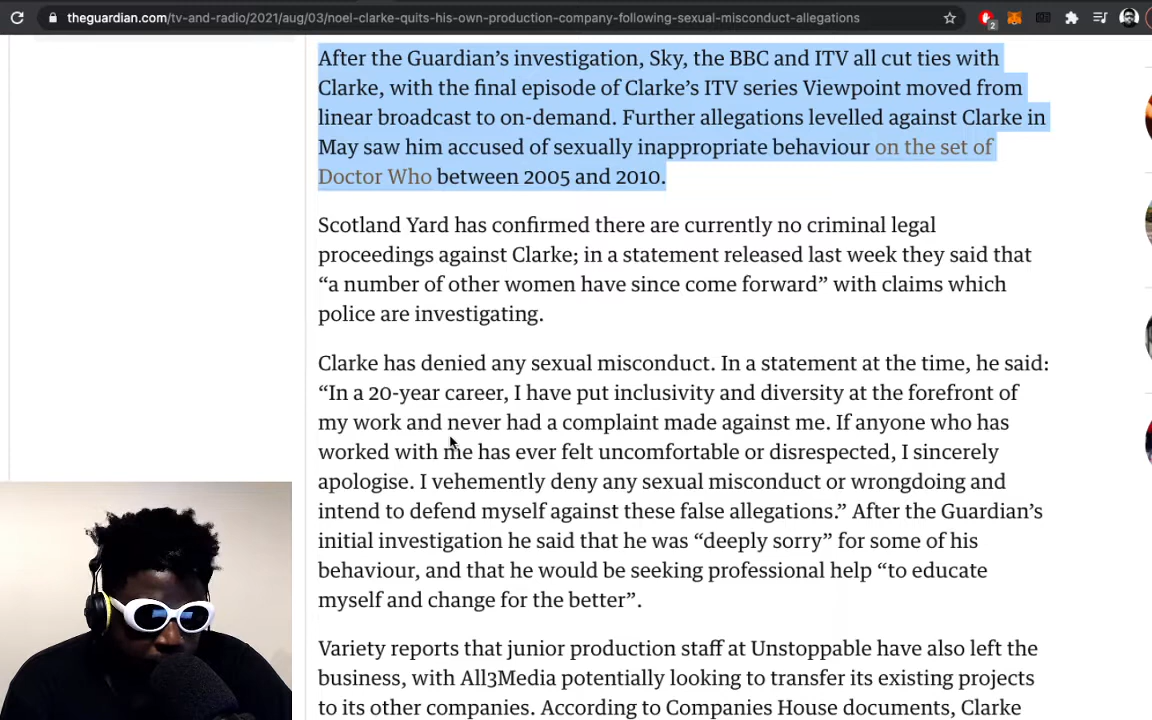 theguardian.com/tv-and-radio/2021/aug/03/noel-clarke-quits-his-own-production-company-following-sexual-misconduct-allegations
2
After the Guardian’s investigation, Sky, the BBC and ITV all cut ties with
Clarke, with the final episode of Clarke’s ITV series Viewpoint moved from
linear broadcast to on-demand. Further allegations levelled against Clarke in
May saw him accused of sexually inappropriate behaviour on the set of
Doctor Who between 2005 and 2010.
Scotland Yard has confirmed there are currently no criminal legal
proceedings against Clarke; in a statement released last week they said that
“a number of other women have since come forward” with claims which
police are investigating.
Clarke has denied any sexual misconduct. In a statement at the time, he said:
“In a 20-year career, I have put inclusivity and diversity at the forefront of
my work and never had a complaint made against me. If anyone who has
worked with me has ever felt uncomfortable or disrespected, I sincerely
apologise. I vehemently deny any sexual misconduct or wrongdoing and
intend to defend myself against these false allegations.” After the Guardian’s
initial investigation he said that he was “deeply sorry” for some of his
behaviour, and that he would be seeking professional help “to educate
myself and change for the better”.
Variety reports that junior production staff at Unstoppable have also left the
business, with All3Media potentially looking to transfer its existing projects
to its other companies. According to Companies House documents, Clarke